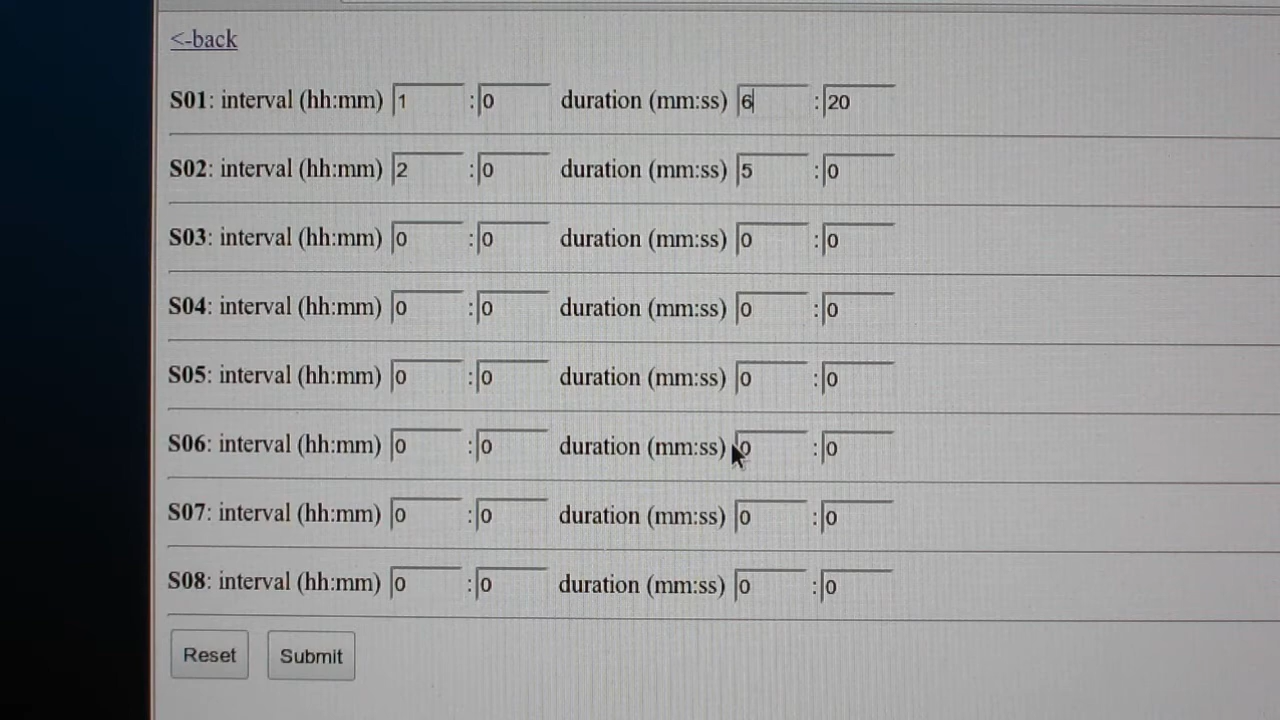 <-back
S01: interval (hh:mm) 1 :0 duration (mm:ss) 6 :20
S02: interval (hh:mm) 2 :0 duration (mm:ss) 5 :0
S03: interval (hh:mm) 0 :0 duration (mm:ss) 0 :0
S04: interval (hh:mm) 0 :0 duration (mm:ss) 0 :0
S05: interval (hh:mm) 0 :0 duration (mm:ss) 0 :0
S06: interval (hh:mm) 0 :0 duration (mm:ss) 0 :0
S07: interval (hh:mm) 0 :0 duration (mm:ss) 0 :0
S08: interval (hh:mm) 0 :0 duration (mm:ss) 0 :0
Reset Submit